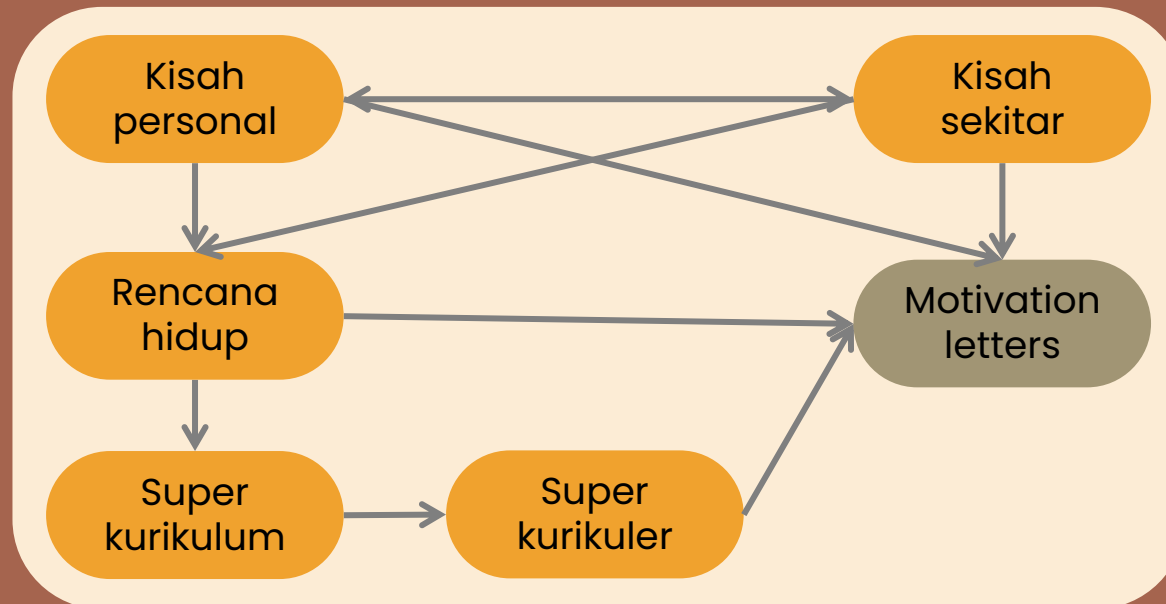 Kisah
personal
Kisah
sekitar
Rencana
hidup
Motivation
letters
Super
kurikulum
Super
kurikuler